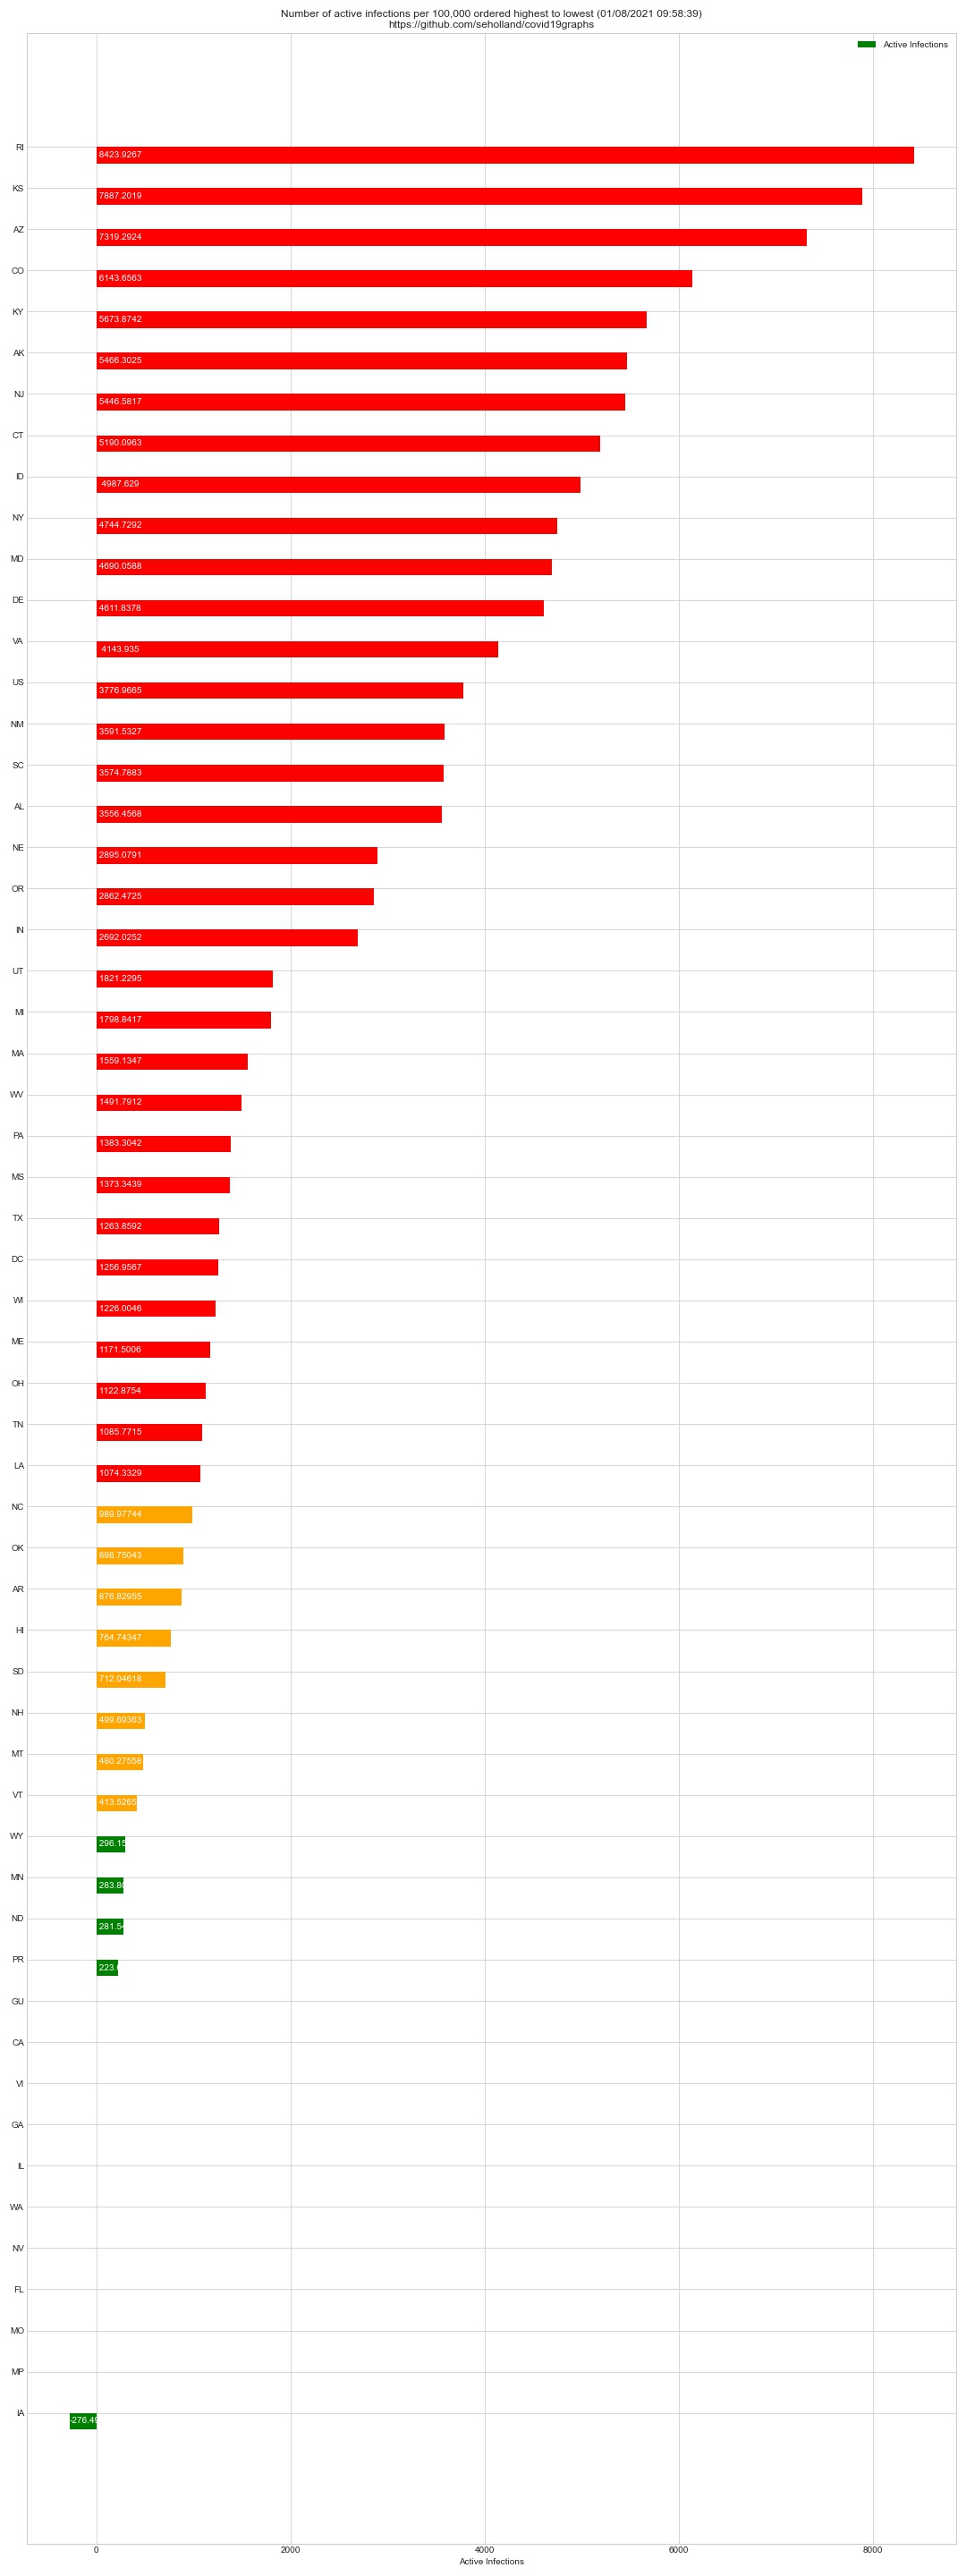 Number of active infections per 100,000 ordered highest to lowest (01/08/2021 09:58:39)
https://github.com/seholland/covid19graphs
Active Infections
RI 8423.9267
KS 7887.2019
AZ 7319.2924
CO 6143.6563
KY 5673.8742
AK 5466.3025
NJ 5446.5817
CT 5190.0963
ID 4987.629
NY 4744.7292
MD 4690.0588
DE 4611.8378
VA 4143.935
US 3776.9665
NM 3591.5327
SC 3574.7883
AL 3556.4568
NE 2895.0791
OR 2862.4725
IN 2692.0252
UT 1821.2295
MI 1798.8417
MA 1559.1347
WV 1491.7912
PA 1383.3042
MS 1373.3439
TX 1263.8592
DC 1256.9567
WI 1226.0046
ME 1171.5006
OH 1122.8754
TN 1085.7715
LA 1074.3329
NC 989.97744
OK 898.75043
AR 876.82955
HI 764.74347
SD 712.04618
NH 499.69363
MT 480.27558
VT 413.5265
WY 296.15
MN
ND
PR
GU
CA
VI
GA
IL
WA
NV
FL
MO
MP
IA
0 2000 4000 6000 8000
Active Infections